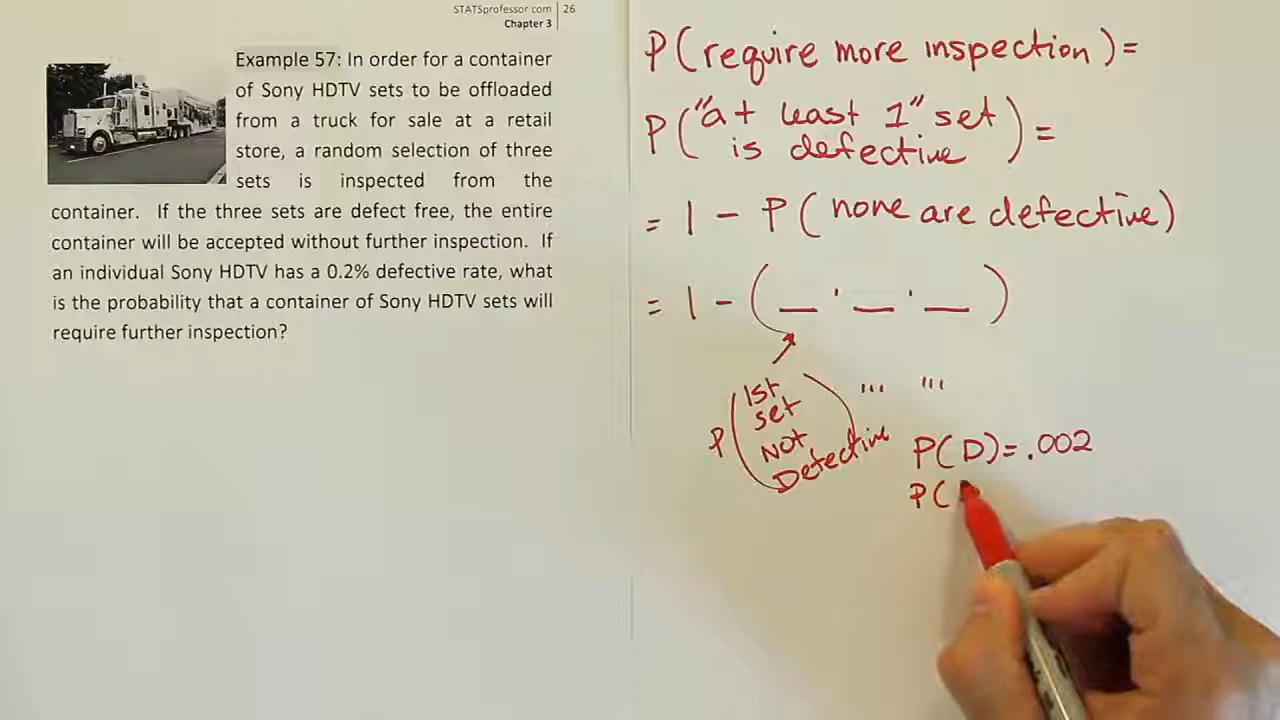 STATSprofessor com | 26
Chapter 3
Example 57: In order for a container
of Sony HDTV sets to be offloaded
from a truck for sale at a retail
store, a random selection of three
sets is inspected from the
container. If the three sets are defect free, the entire
container will be accepted without further inspection. If
an individual Sony HDTV has a 0.2% defective rate, what
is the probability that a container of Sony HDTV sets will
require further inspection?
P(require more inspection) =
P("at least 1" set
is defective) =
= 1 - P(none are defective)
= 1 - (_ · _ · _)
P(1st
set
Not
Defective)
''' '''
P(D) = .002
P(